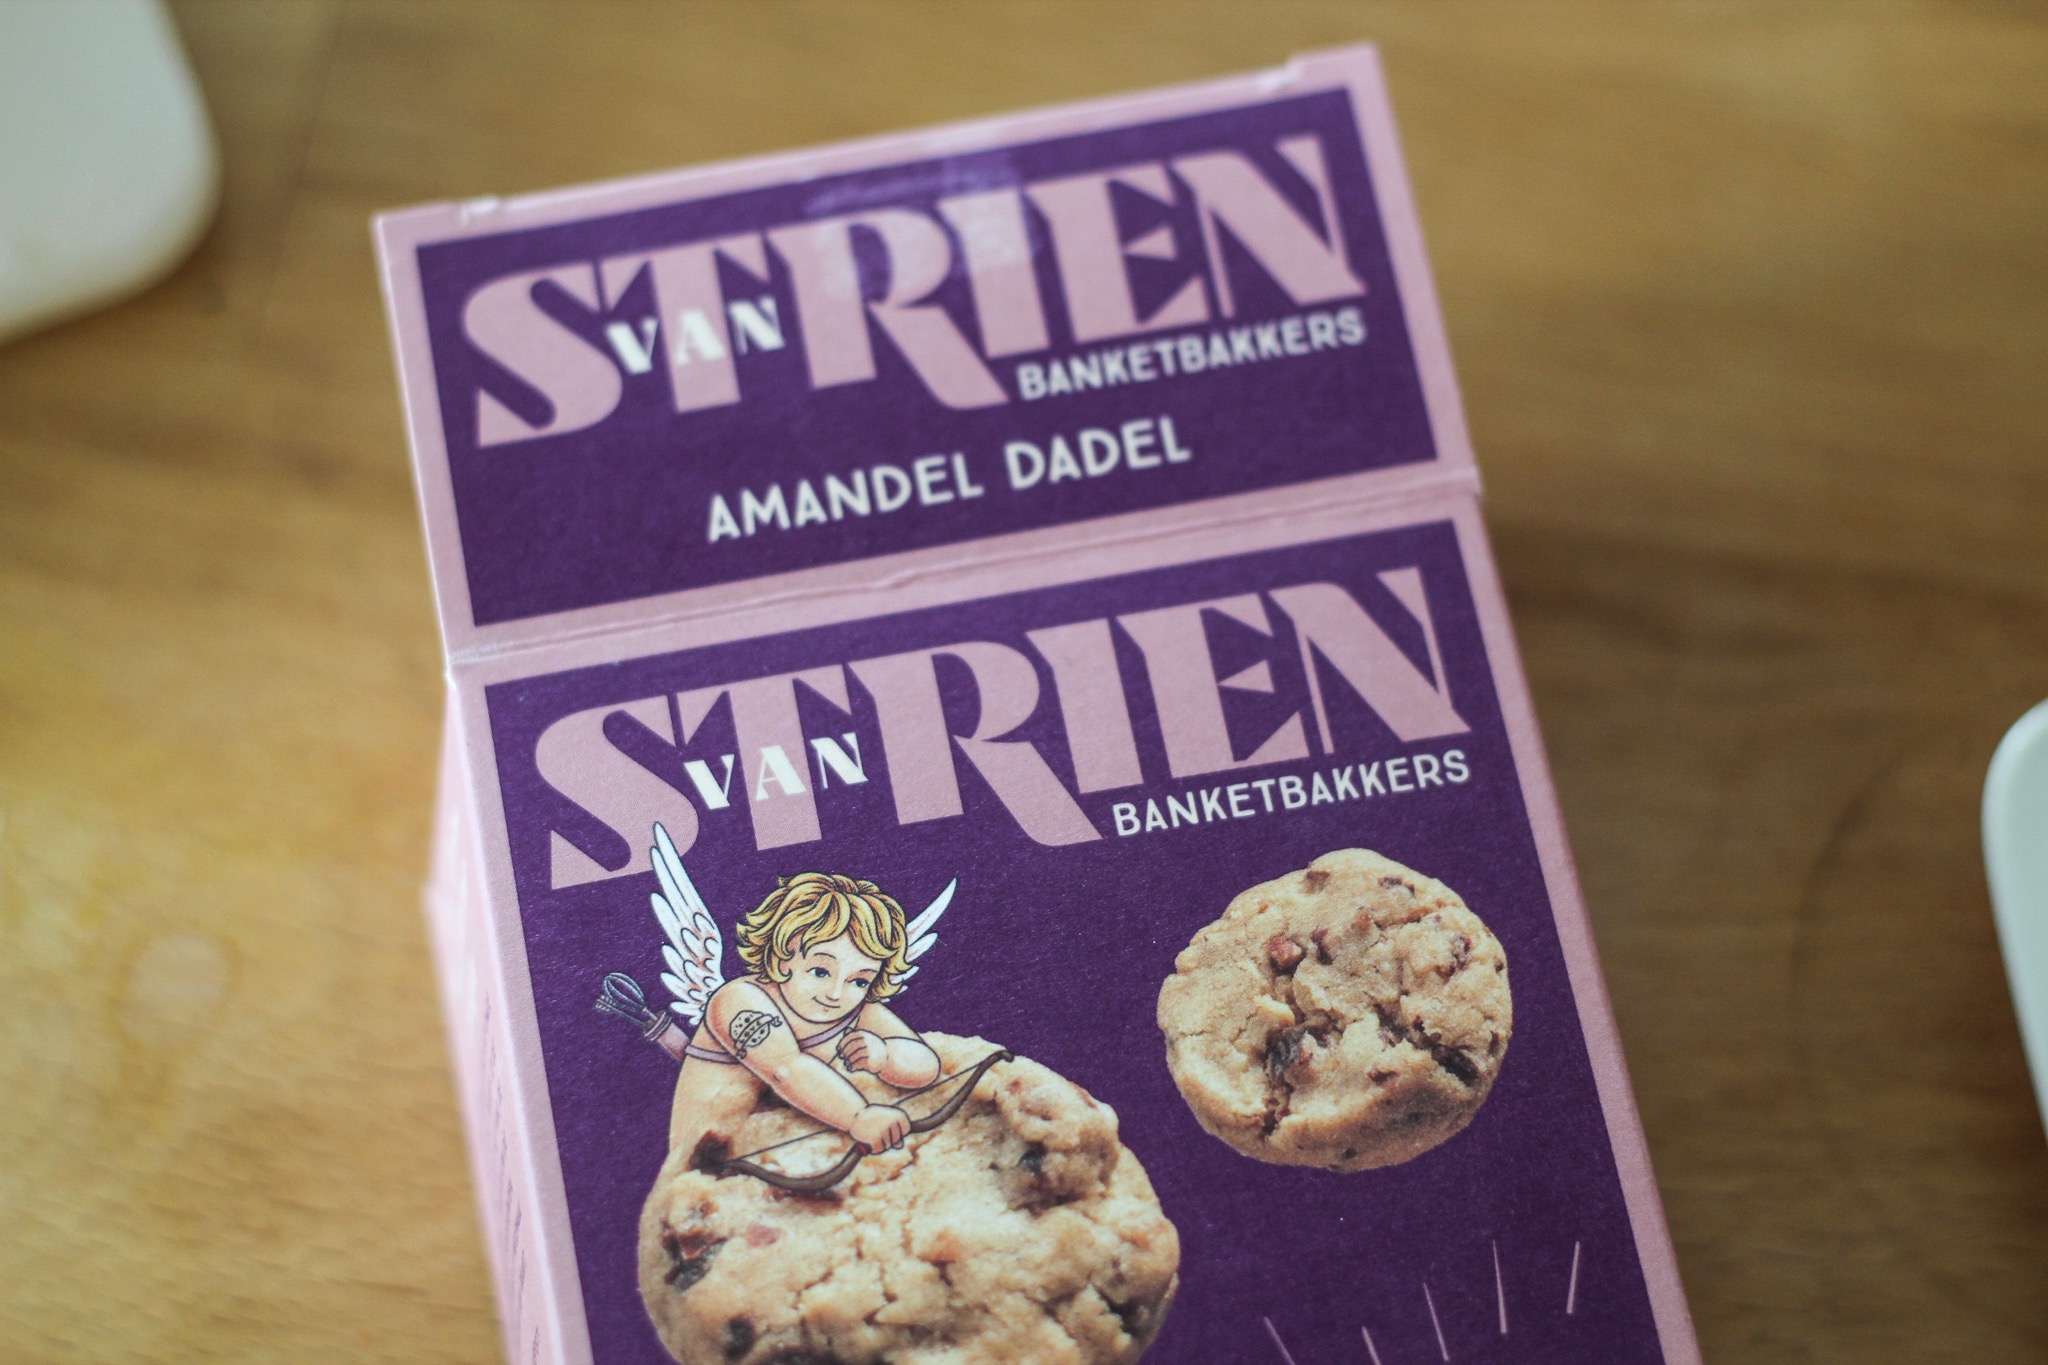 VAN STRIEN
BANKETBAKKERS
AMANDEL DADEL
VAN STRIEN
BANKETBAKKERS